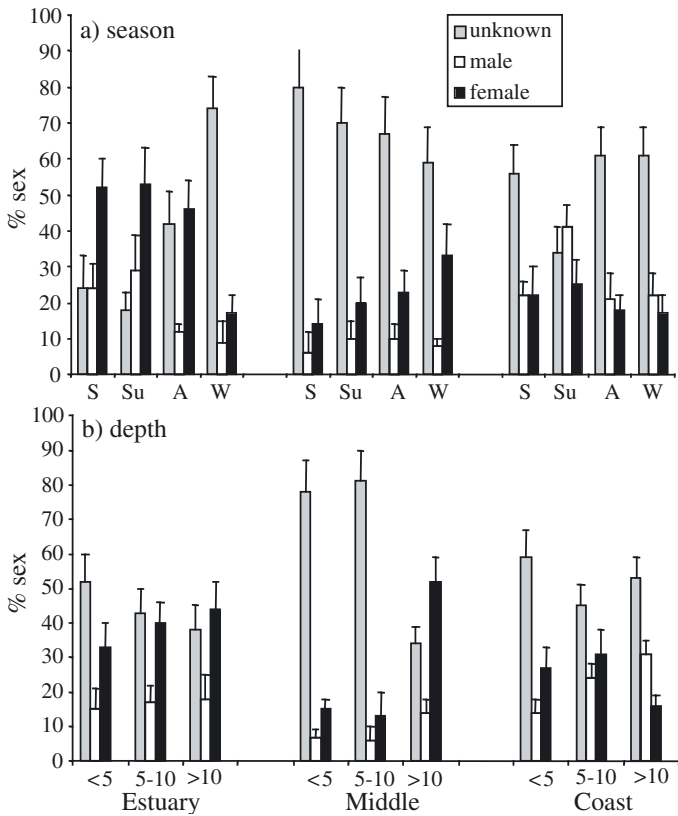 a) season
unknown
male
female
% sex
100
90
80
70
60
50
40
30
20
10
0
S Su A W S Su A W S Su A W
b) depth
% sex
100
90
80
70
60
50
40
30
20
10
0
<5 5-10 >10 <5 5-10 >10 <5 5-10 >10
Estuary Middle Coast